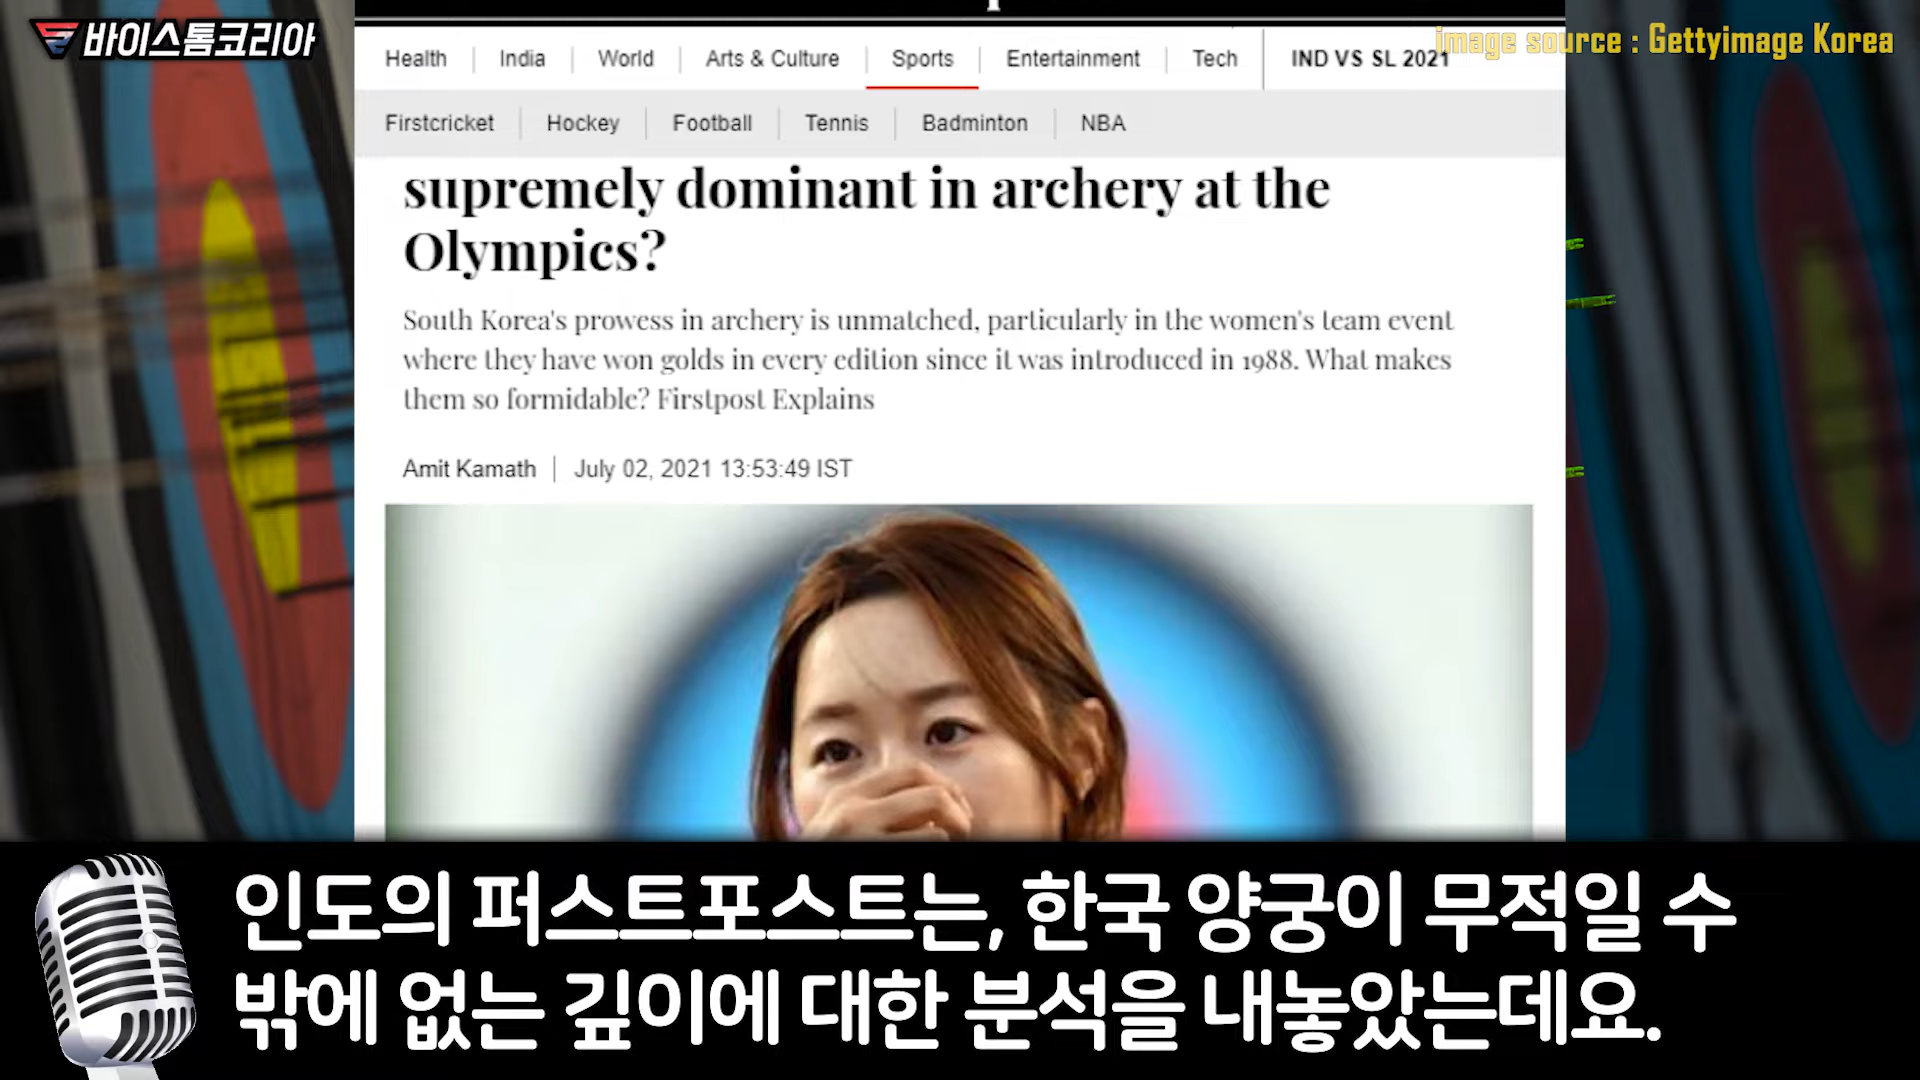 바이스톰코리아
image source : Gettyimage Korea
Health India World Arts & Culture Sports Entertainment Tech IND VS SL 2021
Firstcricket Hockey Football Tennis Badminton NBA
supremely dominant in archery at the
Olympics?
South Korea's prowess in archery is unmatched, particularly in the women's team event
where they have won golds in every edition since it was introduced in 1988. What makes
them so formidable? Firstpost Explains
Amit Kamath | July 02, 2021 13:53:49 IST
인도의 퍼스트포스트는, 한국 양궁이 무적일 수
밖에 없는 깊이에 대한 분석을 내놓았는데요.